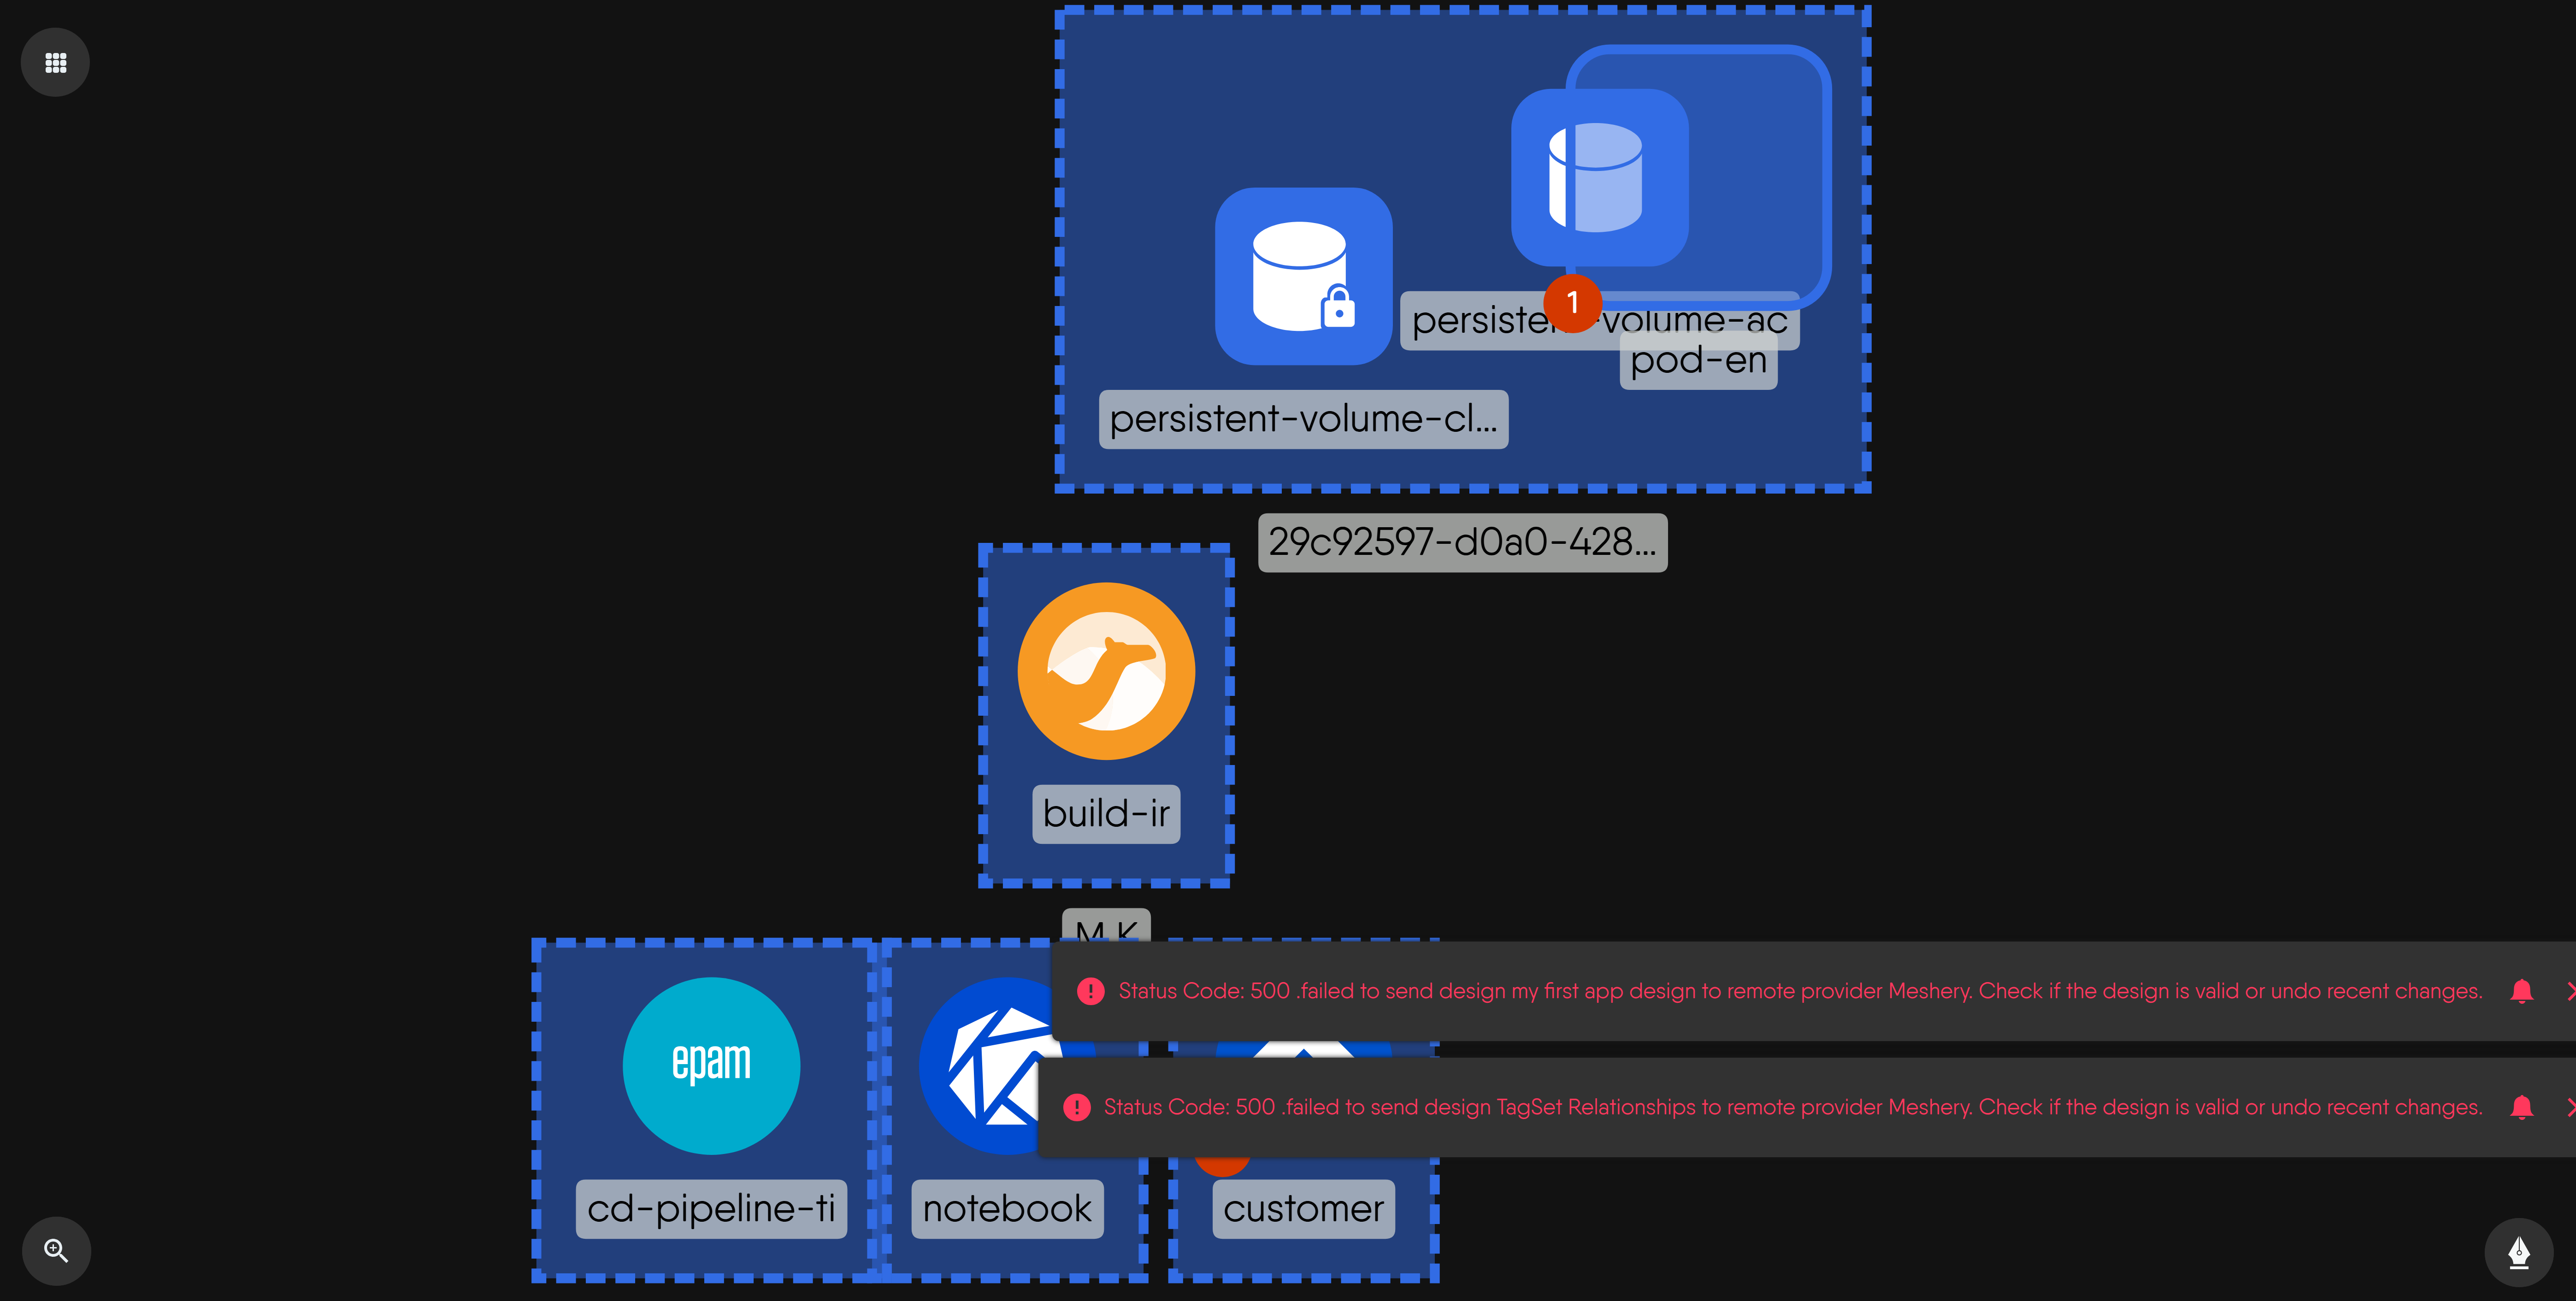 1
persistent-volume-ac
pod-en
persistent-volume-cl...
29c92597-d0a0-428...
build-ir
M K
Status Code: 500 .failed to send design my first app design to remote provider Meshery. Check if the design is valid or undo recent changes.
epam
Status Code: 500 .failed to send design TagSet Relationships to remote provider Meshery. Check if the design is valid or undo recent changes.
cd-pipeline-ti
notebook
customer